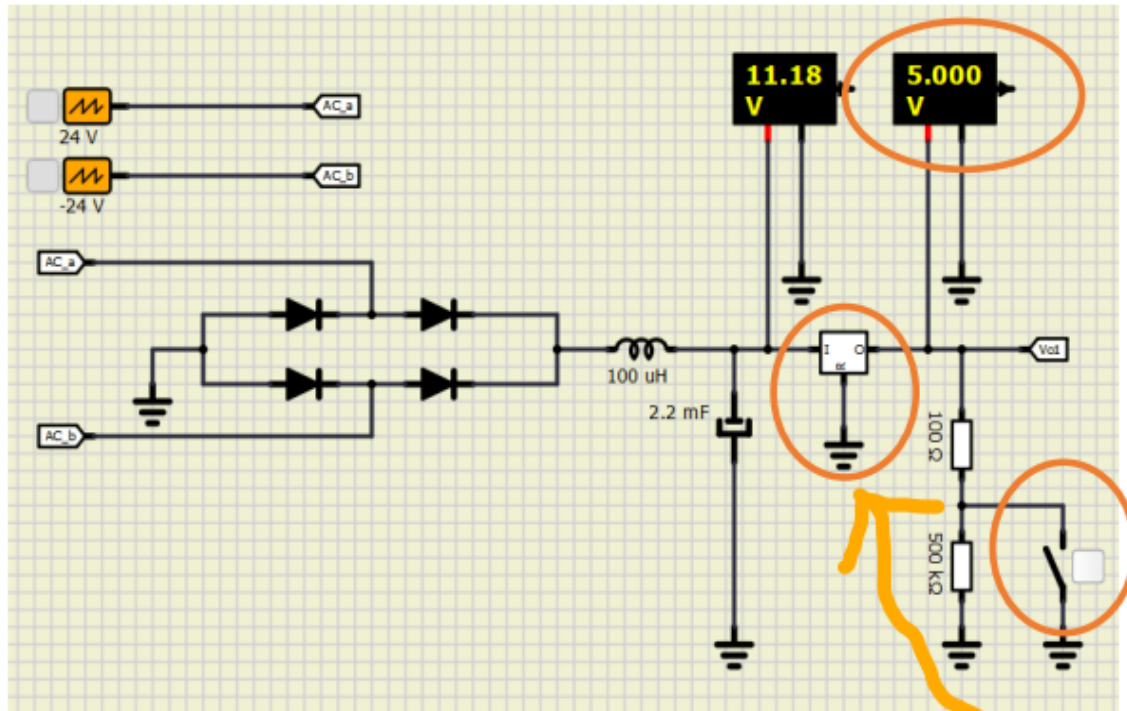 11.18
V
5.000
V
AC_a
24 V
AC_b
-24 V
AC_a
I
O
R
Vo1
100 uH
2.2 mF
100 Ω
AC_b
500 kΩ